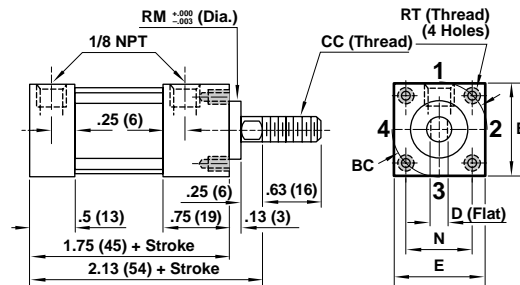 RM +.000 -.003 (Dia.)
RT (Thread)
(4 Holes)
1/8 NPT
CC (Thread)
1
.25 (6)
4
2
E
BC
.25 (6)
.63 (16)
3
.5 (13)
.75 (19)
.13 (3)
D (Flat)
1.75 (45) + Stroke
N
2.13 (54) + Stroke
E